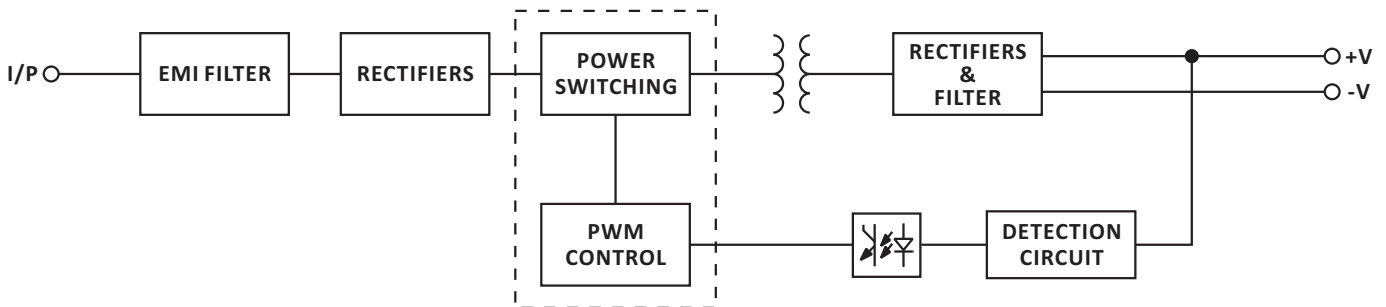 I/P
EMI FILTER
RECTIFIERS
POWER
SWITCHING
RECTIFIERS
&
FILTER
+V
-V
PWM
CONTROL
DETECTION
CIRCUIT